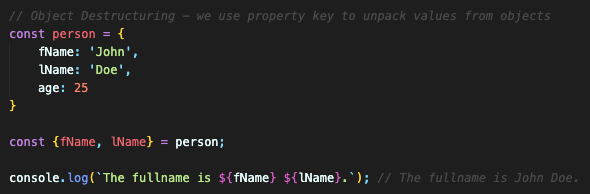 // Object Destructuring - we use property key to unpack values from objects
const person = {
    fName: 'John',
    lName: 'Doe',
    age: 25
}
const {fName, lName} = person;
console.log(`The fullname is ${fName} ${lName}.`); // The fullname is John Doe.